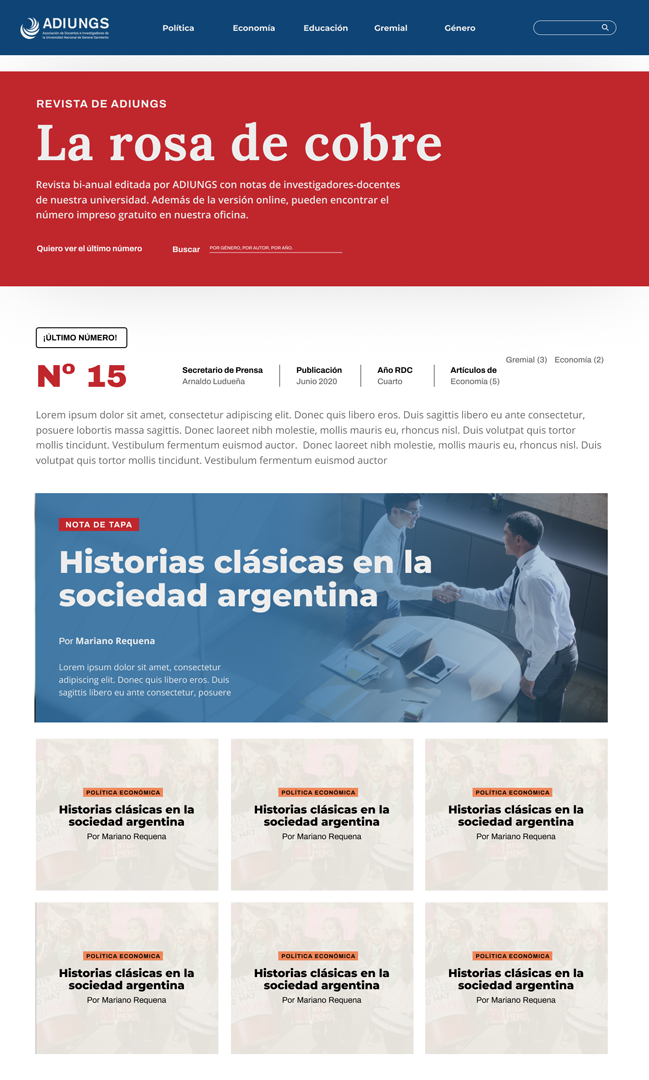 ADIUNGS
Asociación de Docentes e Investigadores de
la Universidad Nacional de General Sarmiento
Política
Economía
Educación
Gremial
Género
REVISTA DE ADIUNGS
La rosa de cobre
Revista bi-anual editada por ADIUNGS con notas de investigadores-docentes
de nuestra universidad. Además de la versión online, pueden encontrar el
número impreso gratuito en nuestra oficina.
Quiero ver el último número
Buscar
POR GÉNERO, POR AUTOR, POR AÑO.
¡ÚLTIMO NÚMERO!
Nº 15
Secretario de Prensa
Arnaldo Ludueña
Publicación
Junio 2020
Año RDC
Cuarto
Artículos de
Economía (5)
Gremial (3)
Economía (2)
Lorem ipsum dolor sit amet, consectetur adipiscing elit. Donec quis libero eros. Duis sagittis libero eu ante consectetur,
posuere lobortis massa sagittis. Donec laoreet nibh molestie, mollis mauris eu, rhoncus nisl. Duis volutpat quis tortor
mollis tincidunt. Vestibulum fermentum euismod auctor. Donec laoreet nibh molestie, mollis mauris eu, rhoncus nisl. Duis
volutpat quis tortor mollis tincidunt. Vestibulum fermentum euismod auctor
NOTA DE TAPA
Historias clásicas en la
sociedad argentina
Por Mariano Requena
Lorem ipsum dolor sit amet, consectetur
adipiscing elit. Donec quis libero eros. Duis
sagittis libero eu ante consectetur, posuere
POLÍTICA ECONÓMICA
Historias clásicas en la
sociedad argentina
Por Mariano Requena
POLÍTICA ECONÓMICA
Historias clásicas en la
sociedad argentina
Por Mariano Requena
POLÍTICA ECONÓMICA
Historias clásicas en la
sociedad argentina
Por Mariano Requena
POLÍTICA ECONÓMICA
Historias clásicas en la
sociedad argentina
Por Mariano Requena
POLÍTICA ECONÓMICA
Historias clásicas en la
sociedad argentina
Por Mariano Requena
POLÍTICA ECONÓMICA
Historias clásicas en la
sociedad argentina
Por Mariano Requena